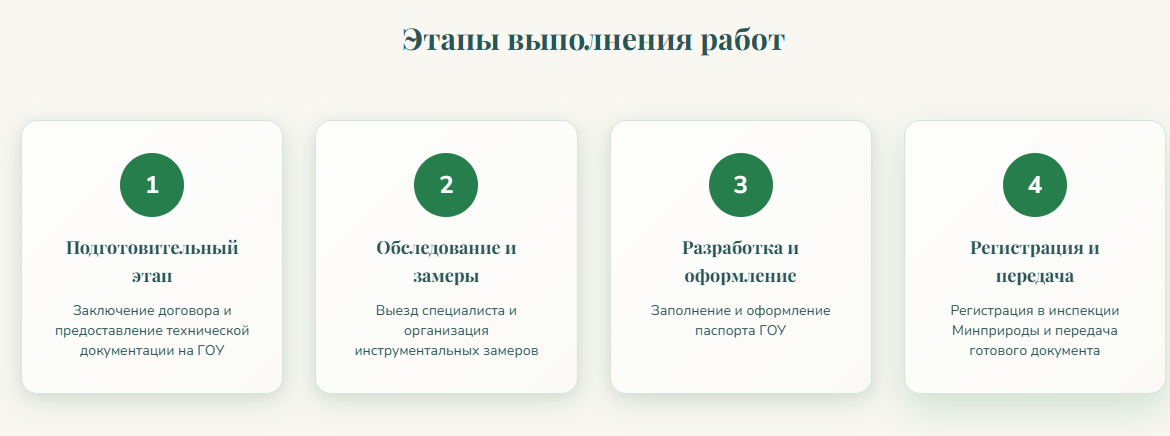 Этапы выполнения работ
1
Подготовительный
этап
Заключение договора и
предоставление технической
документации на ГОУ
2
Обследование и
замеры
Выезд специалиста и
организация
инструментальных замеров
3
Разработка и
оформление
Заполнение и оформление
паспорта ГОУ
4
Регистрация и
передача
Регистрация в инспекции
Минприроды и передача
готового документа